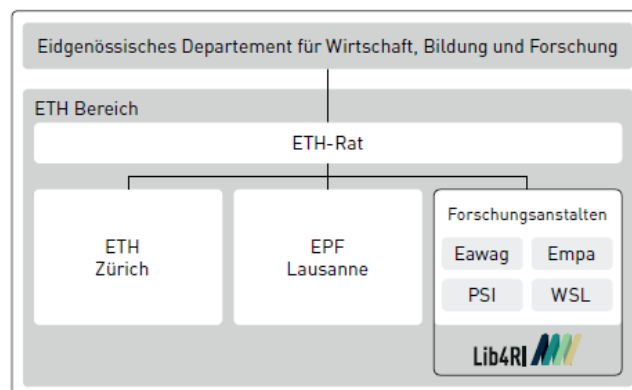 Eidgenössisches Departement für Wirtschaft, Bildung und Forschung
ETH Bereich
ETH-Rat
ETH
Zürich
EPF
Lausanne
Forschungsanstalten
Eawag
Empa
PSI
WSL
Lib4RI